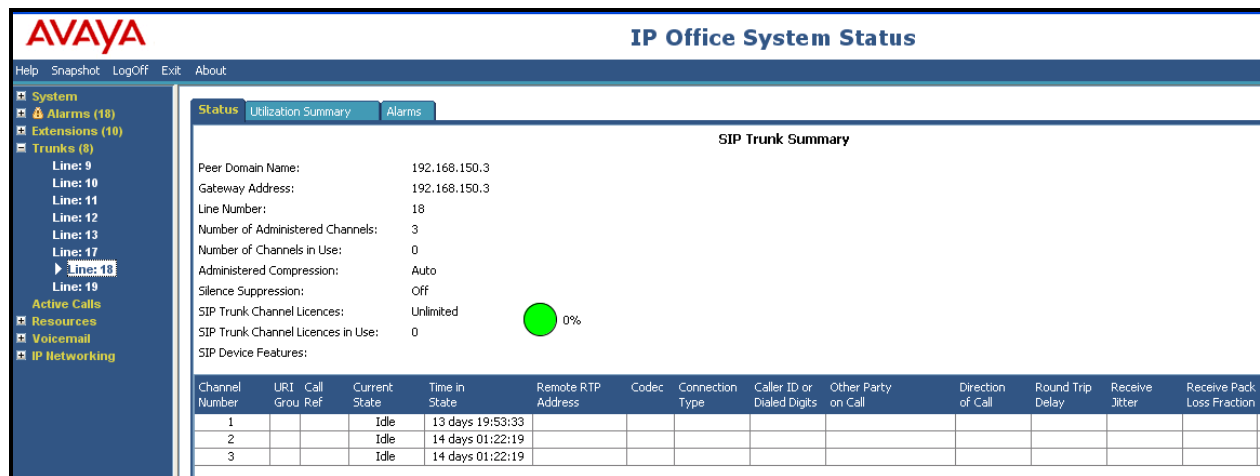 AVAYA
IP Office System Status
Help Snapshot LogOff Exit About
System
Alarms (18)
Extensions (10)
Trunks (8)
Line: 9
Line: 10
Line: 11
Line: 12
Line: 13
Line: 17
Line: 18
Line: 19
Active Calls
Resources
Voicemail
IP Networking
Status Utilization Summary Alarms
SIP Trunk Summary
Peer Domain Name: 192.168.150.3
Gateway Address: 192.168.150.3
Line Number: 18
Number of Administered Channels: 3
Number of Channels in Use: 0
Administered Compression: Auto
Silence Suppression: Off
SIP Trunk Channel Licences: Unlimited
0%
SIP Trunk Channel Licences in Use: 0
SIP Device Features:
Channel URI Call Current Time in Remote RTP Codec Connection Caller ID or Other Party Direction Round Trip Receive Receive Pack
Number Grou Ref State State Address Type Dialed Digits on Call of Call Delay Jitter Loss Fraction
1 Idle 13 days 19:53:33
2 Idle 14 days 01:22:19
3 Idle 14 days 01:22:19